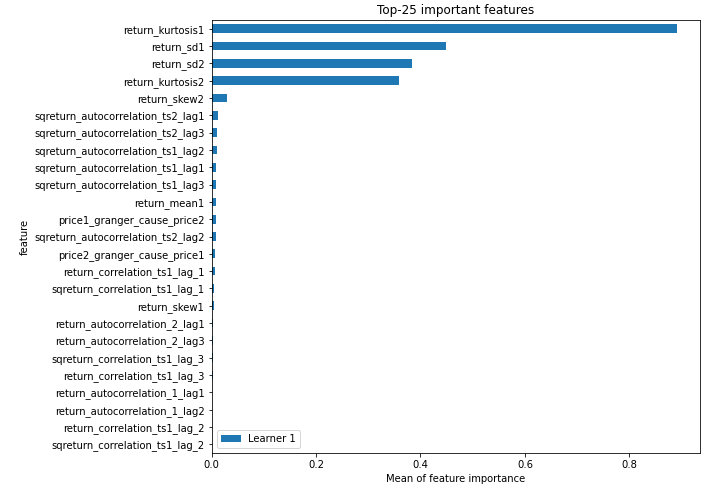 Top-25 important features
return_kurtosis1
return_sd1
return_sd2
return_kurtosis2
return_skew2
sqreturn_autocorrelation_ts2_lag1
sqreturn_autocorrelation_ts2_lag3
sqreturn_autocorrelation_ts1_lag2
sqreturn_autocorrelation_ts1_lag1
sqreturn_autocorrelation_ts1_lag3
return_mean1
price1_granger_cause_price2
sqreturn_autocorrelation_ts2_lag2
price2_granger_cause_price1
return_correlation_ts1_lag_1
sqreturn_correlation_ts1_lag_1
return_skew1
return_autocorrelation_2_lag1
return_autocorrelation_2_lag3
sqreturn_correlation_ts1_lag_3
return_correlation_ts1_lag_3
return_autocorrelation_1_lag1
return_autocorrelation_1_lag2
return_correlation_ts1_lag_2
sqreturn_correlation_ts1_lag_2
feature
Learner 1
0.0 0.2 0.4 0.6 0.8
Mean of feature importance